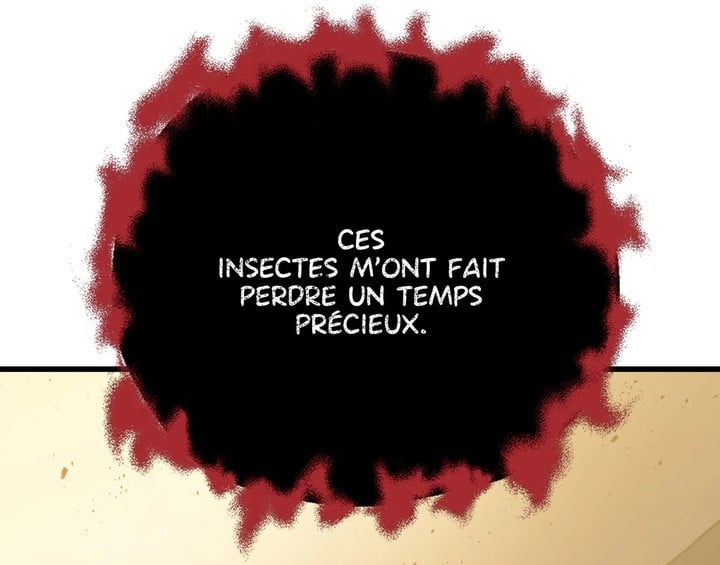 CES
INSECTES M'ONT FAIT
PERDRE UN TEMPS
PRÉCIEUX.